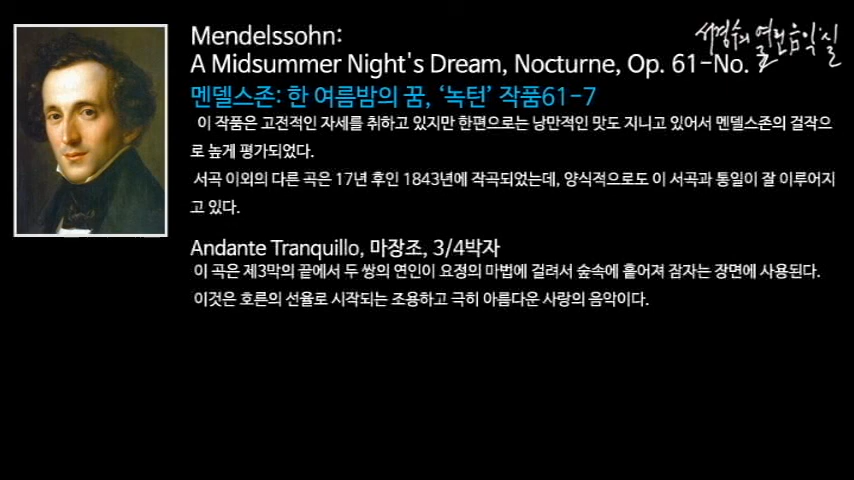 Mendelssohn:
A Midsummer Night's Dream, Nocturne, Op. 61-No. 7
멘델스존: 한 여름밤의 꿈, ‘녹턴’ 작품61-7
이 작품은 고전적인 자세를 취하고 있지만 한편으로는 낭만적인 맛도 지니고 있어서 멘델스존의 걸작으
로 높게 평가되었다.
서곡 이외의 다른 곡은 17년 후인 1843년에 작곡되었는데, 양식적으로도 이 서곡과 통일이 잘 이루어지
고 있다.
Andante Tranquillo, 마장조, 3/4박자
이 곡은 제3막의 끝에서 두 쌍의 연인이 요정의 마법에 걸려서 숲속에 흩어져 잠자는 장면에 사용된다.
이것은 호른의 선율로 시작되는 조용하고 극히 아름다운 사랑의 음악이다.
서경수의 열린음악실